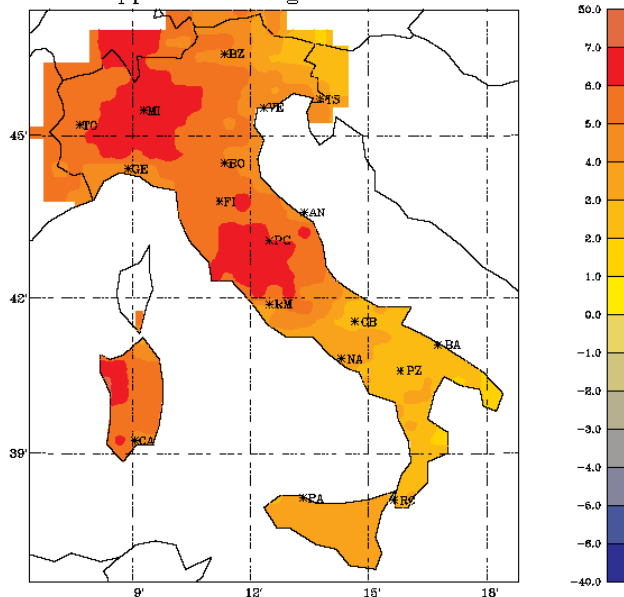 *BZ
*TS
*MI
*VE
*TO
45'
*BO
*GE
*FI
*AN
*PG
42'
*RM
*CB
*BA
*NA
*PZ
*CA
39'
*PA
*RC
9'
12'
15'
18'
50.0
7.0
6.0
5.0
4.0
3.0
2.0
1.0
0.0
-1.0
-2.0
-3.0
-4.0
-5.0
-6.0
-40.0